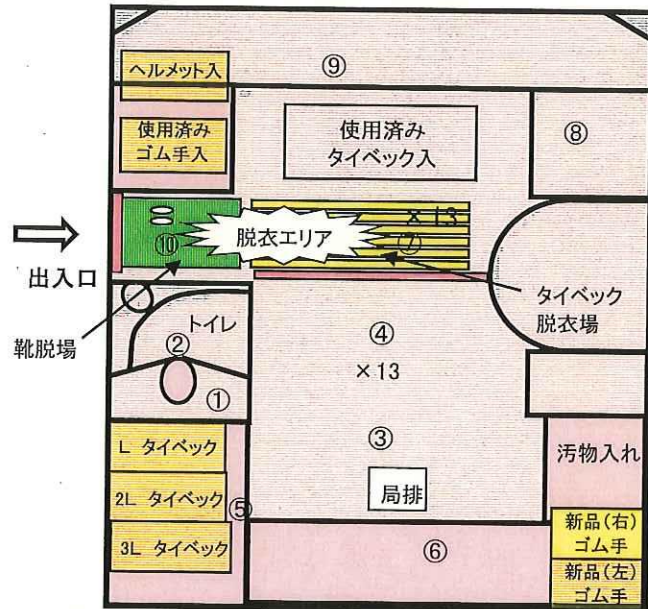 ⑨
ヘルメット入
使用済み
ゴム手入
使用済み
タイベック入
⑧
×13
脱衣エリア
⑦
⑩
出入口
靴脱場
タイベック
脱衣場
トイレ
②
①
④
×13
③
局排
L タイベック
2L タイベック
3L タイベック
⑤
⑥
汚物入れ
新品(右)
ゴム手
新品(左)
ゴム手